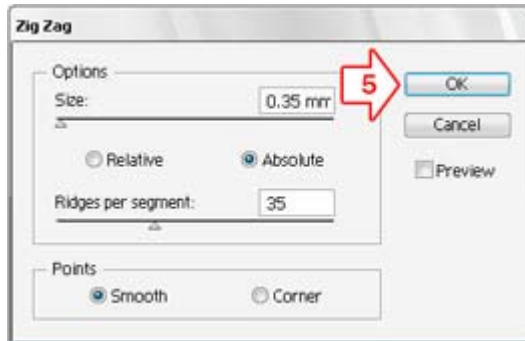 Zig Zag
Options
Size: 0.35 mm
5
OK
Cancel
Relative Absolute
Preview
Ridges per segment: 35
Points
Smooth Corner